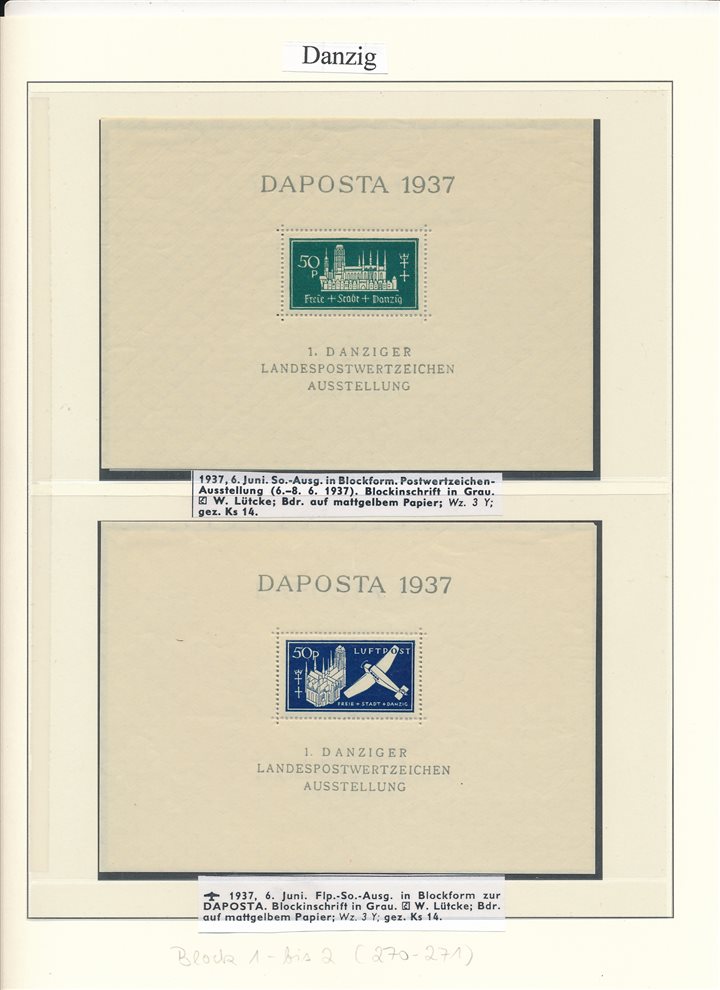 Danzig
DAPOSTA 1937
50
P
Freie + Stadt + Danzig
1. DANZIGER
LANDESPOSTWERTZEICHEN
AUSSTELLUNG
1937, 6. Juni. So.-Ausg. in Blockform. Postwertzeichen-
Ausstellung (6.–8. 6. 1937). Blockinschrift in Grau.
W. Lütcke; Bdr. auf mattgelbem Papier; Wz. 3 Y;
gez. Ks 14.
DAPOSTA 1937
50P LUFTPOST
FREIE + STADT + DANZIG
1. DANZIGER
LANDESPOSTWERTZEICHEN
AUSSTELLUNG
1937, 6. Juni. Flp.-So.-Ausg. in Blockform zur
DAPOSTA. Blockinschrift in Grau. W. Lütcke; Bdr.
auf mattgelbem Papier; Wz. 3 Y; gez. Ks 14.
Block 1 - bis 2 (270-271)